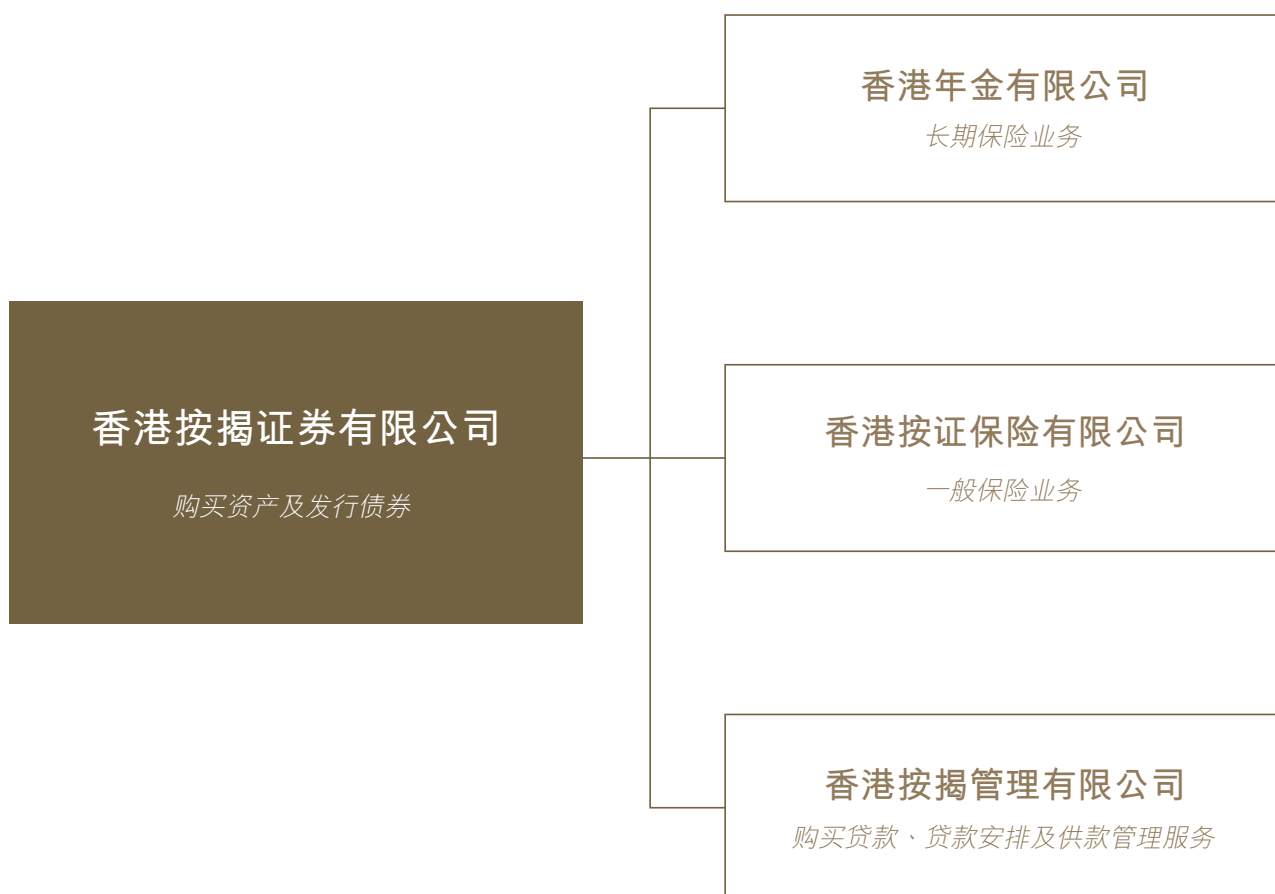 香港年金有限公司
长期保险业务
香港按揭证券有限公司
购买资产及发行债券
香港按证保险有限公司
一般保险业务
香港按揭管理有限公司
购买贷款、贷款安排及供款管理服务